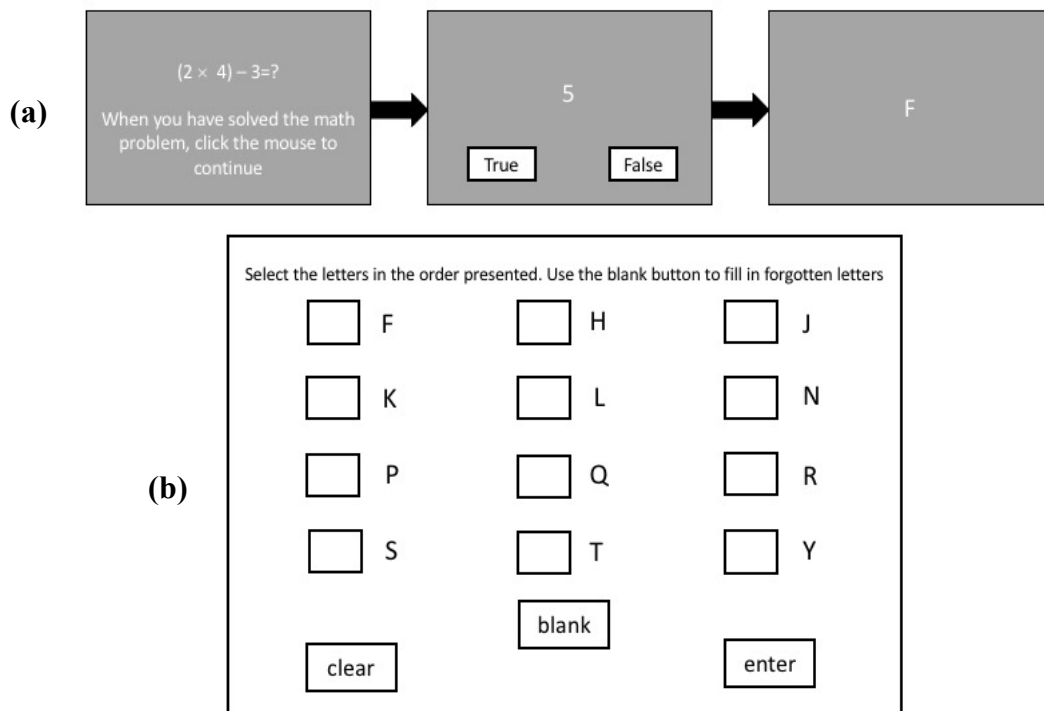 (a)
(2 × 4) – 3=?
When you have solved the math
problem, click the mouse to
continue
5
True
False
F
(b)
Select the letters in the order presented. Use the blank button to fill in forgotten letters
F H J
K L N
P Q R
S T Y
blank
clear
enter